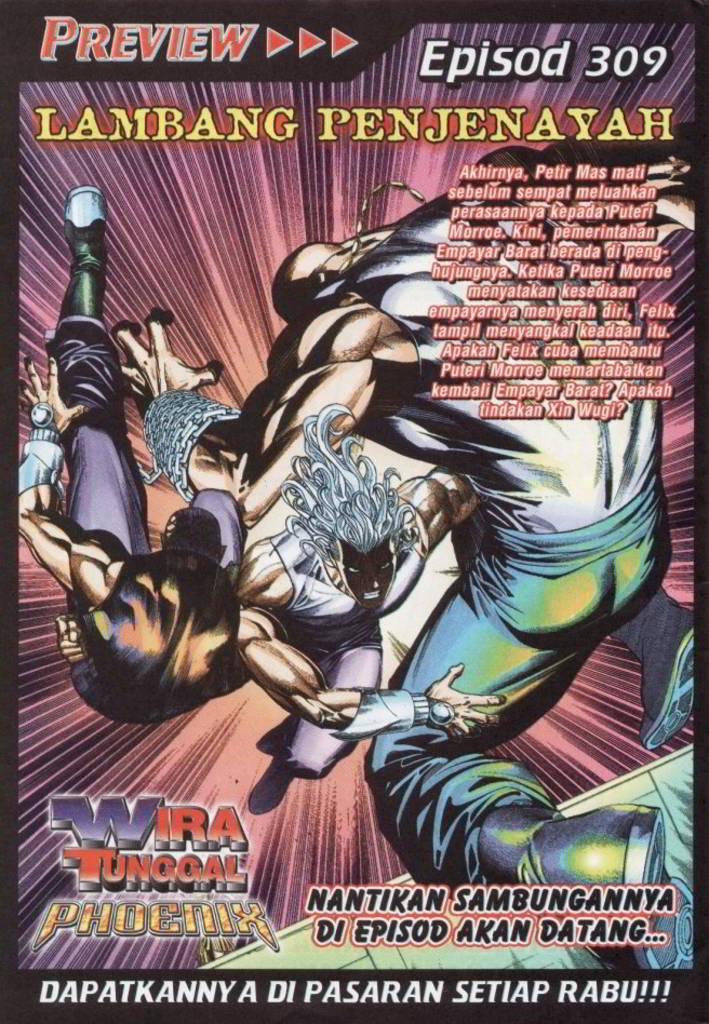 PREVIEW
Episod 309
LAMBANG PENJENAYAH
Akhirnya, Petir Mas mati
sebelum sempat meluahkan
perasaannya kepada Puteri
Morroe. Kini, pemerintahan
Empayar Barat berada di peng-
hujungnya. Ketika Puteri Morroe
menyatakan kesediaan
empayarnya menyerah diri, Felix
tampil menyangkal keadaan itu.
Apakah Felix cuba membantu
Puteri Morroe memartabatkan
kembali Empayar Barat? Apakah
tindakan Xin Wugi?
WIRA
TUNGGAL
PHOENIX
NANTIKAN SAMBUNGANNYA
DI EPISOD AKAN DATANG...
DAPATKANNYA DI PASARAN SETIAP RABU!!!